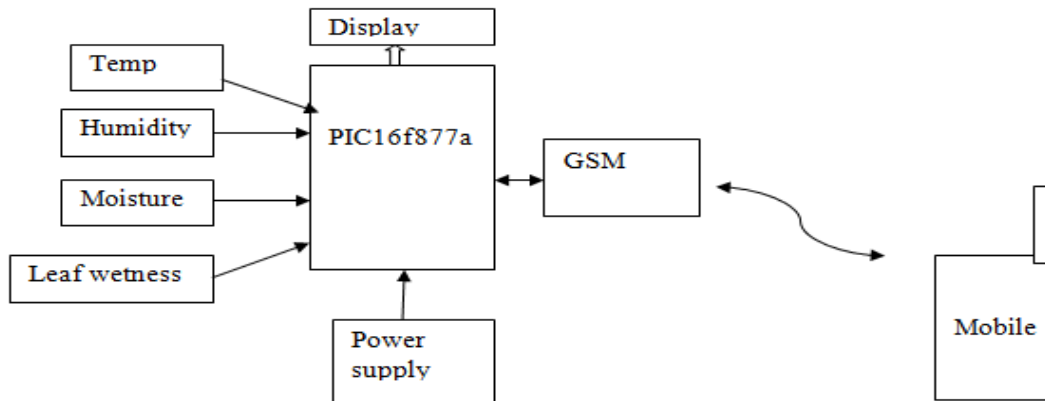 Display
Temp
Humidity
PIC16f877a
GSM
Moisture
Leaf wetness
Power
supply
Mobile